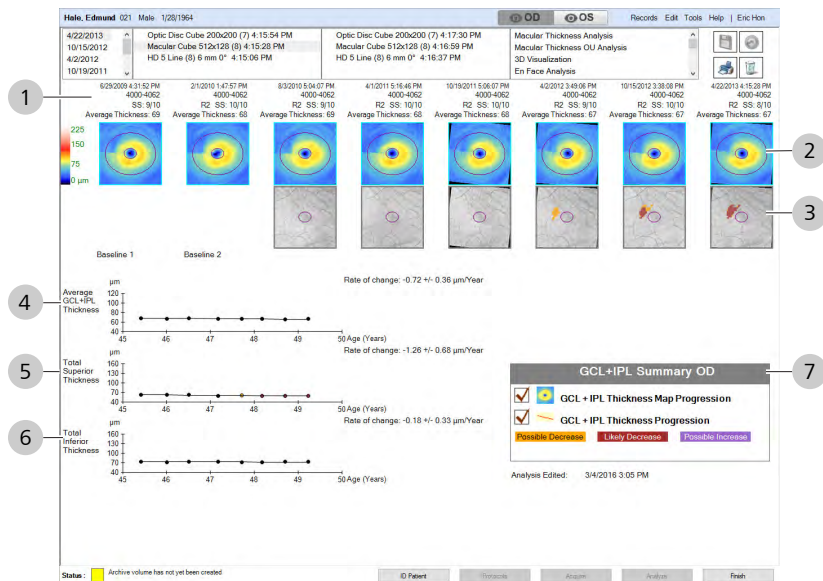 Hale, Edmund 021 Male 1/28/1964 OD OS Records Edit Tools Help | Eric Hon
4/22/2013
10/15/2012
4/2/2012
10/19/2011
Optic Disc Cube 200x200 (7) 4:15:54 PM
Macular Cube 512x128 (8) 4:15:28 PM
HD 5 Line (8) 6 mm 0° 4:15:06 PM
Optic Disc Cube 200x200 (7) 4:17:30 PM
Macular Cube 512x128 (8) 4:16:59 PM
HD 5 Line (8) 6 mm 0° 4:16:37 PM
Macular Thickness Analysis
Macular Thickness OU Analysis
3D Visualization
En Face Analysis
1
6/29/2009 4:31:52 PM
4000-4062
SS: 9/10
Average Thickness: 69
2/1/2010 1:47:57 PM
4000-4062
R2 SS: 10/10
Average Thickness: 68
8/3/2010 5:04:07 PM
4000-4062
R2 SS: 9/10
Average Thickness: 69
4/1/2011 5:16:46 PM
4000-4062
R2 SS: 10/10
Average Thickness: 68
10/19/2011 5:06:07 PM
4000-4062
R2 SS: 10/10
Average Thickness: 68
4/2/2012 3:49:06 PM
4000-4062
R2 SS: 9/10
Average Thickness: 67
10/15/2012 3:38:08 PM
4000-4062
R2 SS: 10/10
Average Thickness: 67
4/22/2013 4:15:28 PM
4000-4062
R2 SS: 8/10
Average Thickness: 67
225
150
75
0 µm
2
3
Baseline 1 Baseline 2
4
Average
GCL+IPL
Thickness
µm
120
100
80
60
40
45 46 47 48 49 50 Age (Years)
Rate of change: -0.72 +/- 0.36 µm/Year
5
Total
Superior
Thickness
µm
160
130
100
70
40
45 46 47 48 49 50 Age (Years)
Rate of change: -1.26 +/- 0.68 µm/Year
6
Total
Inferior
Thickness
µm
160
130
100
70
40
45 46 47 48 49 50 Age (Years)
Rate of change: -0.18 +/- 0.33 µm/Year
7
GCL+IPL Summary OD
GCL + IPL Thickness Map Progression
GCL + IPL Thickness Progression
Possible Decrease Likely Decrease Possible Increase
Analysis Edited: 3/4/2016 3:05 PM
Status : Archive volume has not yet been created
ID Patient Protocols Acquire Analyze Finish